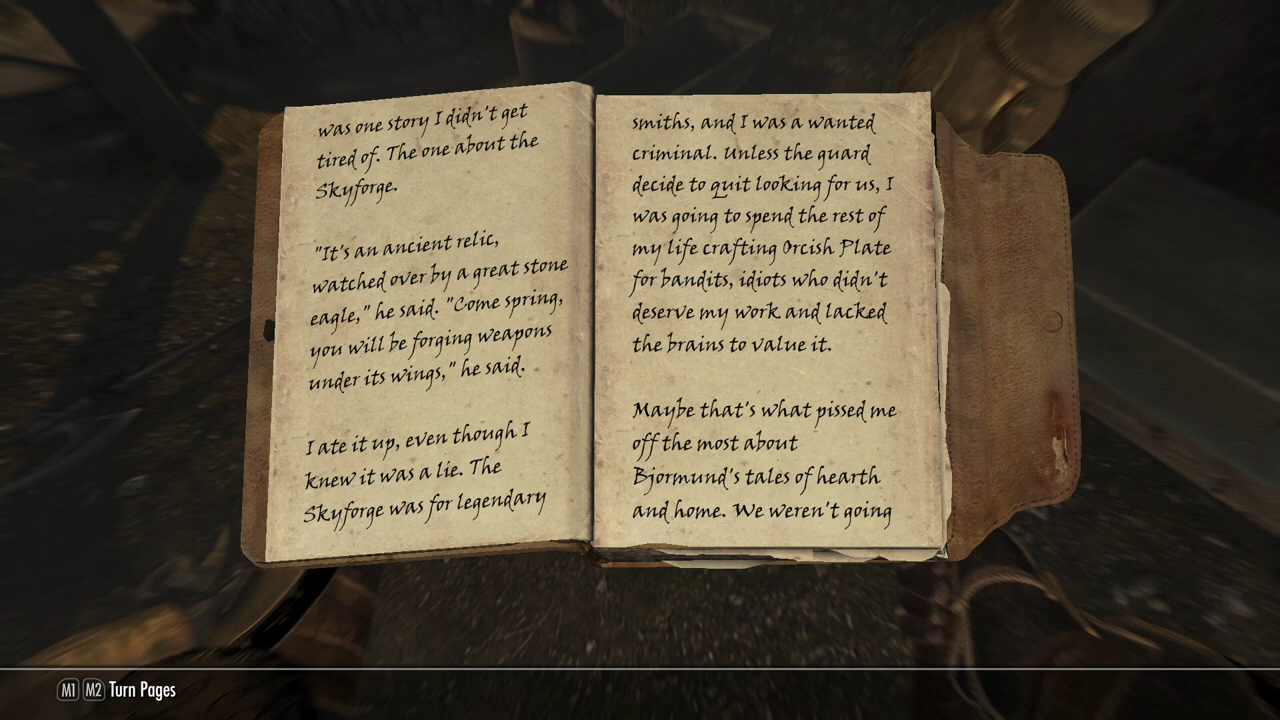 was one story I didn't get
tired of. The one about the
Skyforge.
"It's an ancient relic,
watched over by a great stone
eagle," he said. "Come spring,
you will be forging weapons
under its wings," he said.
I ate it up, even though I
knew it was a lie. The
Skyforge was for legendary
smiths, and I was a wanted
criminal. Unless the guard
decide to quit looking for us, I
was going to spend the rest of
my life crafting Orcish Plate
for bandits, idiots who didn't
deserve my work and lacked
the brains to value it.
Maybe that's what pissed me
off the most about
Bjormund's tales of hearth
and home. We weren't going
M1 M2 Turn Pages